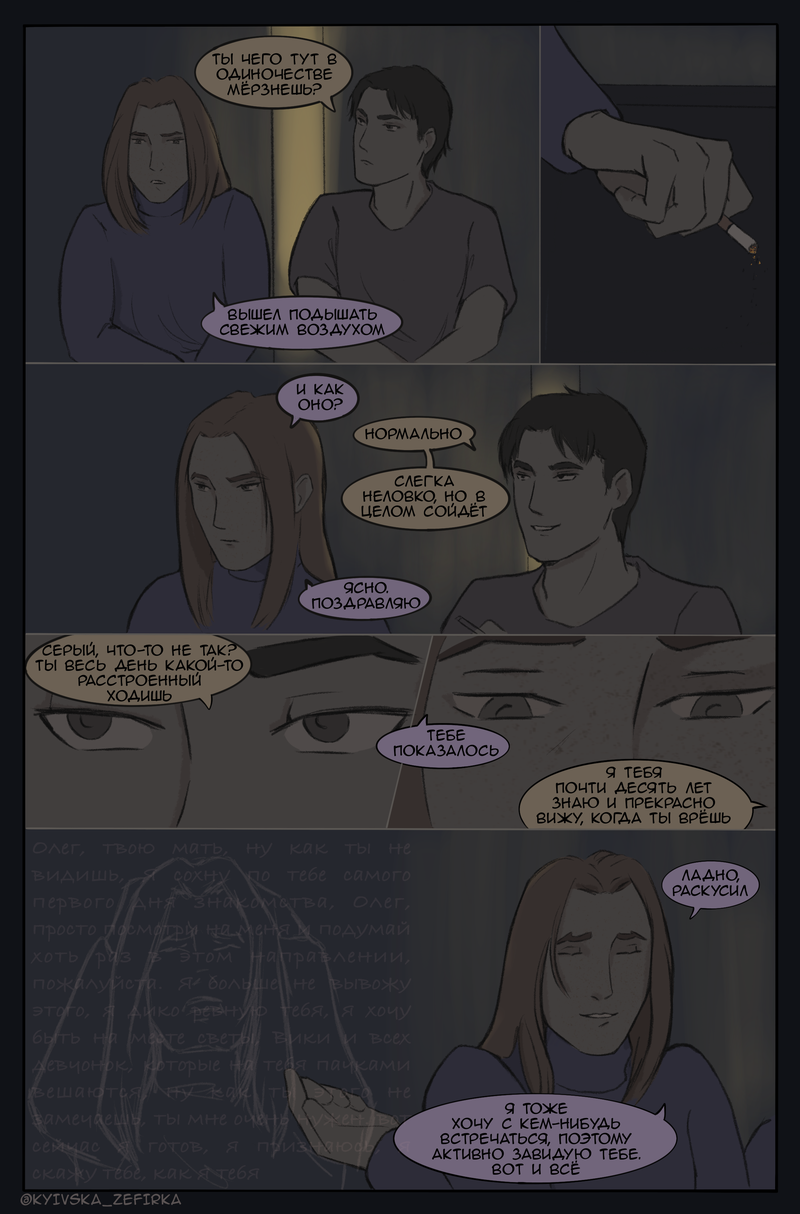 ТЫ ЧЕГО ТУТ В
ОДИНОЧЕСТВЕ
МЁРЗНЕШЬ?
ВЫШЕЛ ПОДЫШАТЬ
СВЕЖИМ ВОЗДУХОМ
И КАК
ОНО?
НОРМАЛЬНО
СЛЕГКА
НЕЛОВКО, НО В
ЦЕЛОМ СОЙДЁТ
ЯСНО.
ПОЗДРАВЛЯЮ
СЕРЫЙ, ЧТО-ТО НЕ ТАК?
ТЫ ВЕСЬ ДЕНЬ КАКОЙ-ТО
РАССТРОЕННЫЙ
ХОДИШЬ
ТЕБЕ
ПОКАЗАЛОСЬ
Я ТЕБЯ
ПОЧТИ ДЕСЯТЬ ЛЕТ
ЗНАЮ И ПРЕКРАСНО
ВИЖУ, КОГДА ТЫ ВРЁШЬ
Олег, твою мать, ну как ты не
видишь, я сохну по тебе самого
первого дня знакомства, Олег,
просто посмотри на меня и подумай
хоть раз в этом направлении,
пожалуйста. Я больше не вывожу
этого, я дико ревную тебя, я хочу
быть на месте светы, Вики и всех
девчонок, которые на тебя пачками
вешаются, ну как ты этого не
замечаешь, ты мне очень нужен, вот
сейчас я готов, я признаюсь, я
скажу тебе, как я тебя
ЛАДНО,
РАСКУСИЛ
Я ТОЖЕ
ХОЧУ С КЕМ-НИБУДЬ
ВСТРЕЧАТЬСЯ, ПОЭТОМУ
АКТИВНО ЗАВИДУЮ ТЕБЕ.
ВОТ И ВСЁ
@KYIVSKA_ZEFIRKA